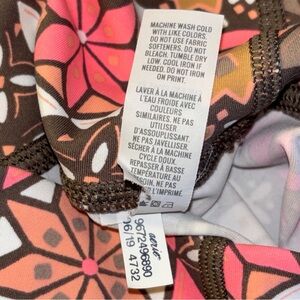 MACHINE WASH COLD
WITH LIKE COLORS.
DO NOT USE FABRIC
SOFTENERS. DO NOT
BLEACH. TUMBLE DRY
LOW. COOL IRON IF
NEEDED. DO NOT IRON
ON PRINT.
LAVER À LA MACHINE À
L'EAU FROIDE AVEC
COULEURS
SIMILAIRES. NE PAS
UTILISER
D'ASSOUPLISSANT.
NE PAS JAVELLISER.
SÉCHER À LA MACHINE
CYCLE DOUX.
REPASSER À BASSE
TEMPÉRATURE AU
BESOIN. NE PAS
L'IMPRIMÉ
aerie
9672496890
06/19 4732